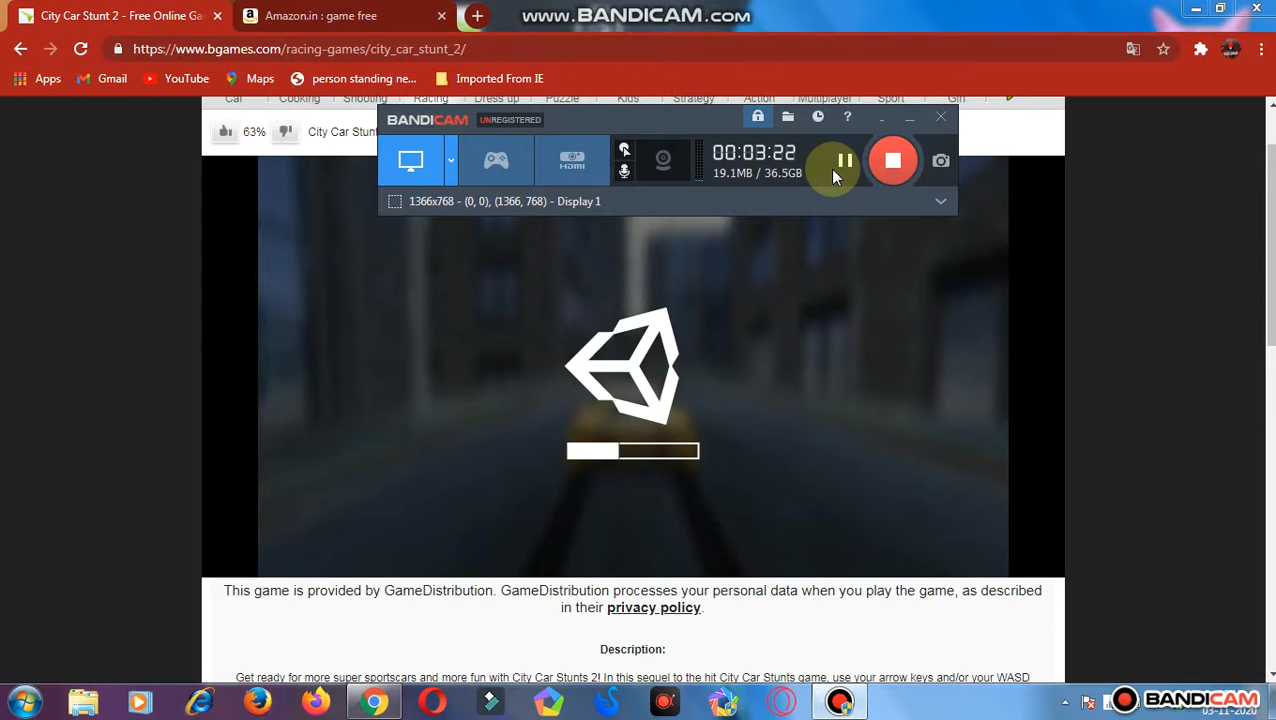 City Car Stunt 2 - Free Online Ga
Amazon.in : game free
www.BANDICAM.com
https://www.bgames.com/racing-games/city_car_stunt_2/
Apps
Gmail
YouTube
Maps
person standing ne...
Imported From IE
Car Cooking Shooting Racing Dress up Puzzle Kids Strategy Action Multiplayer Sport Girl
63%
City Car Stunt
BANDICAM
UNREGISTERED
?
HDMI
00:03:22
19.1MB / 36.5GB
1366x768 - (0, 0), (1366, 768) - Display 1
This game is provided by GameDistribution. GameDistribution processes your personal data when you play the game, as described
in their privacy policy.
Description:
Get ready for more super sportscars and more fun with City Car Stunts 2! In this sequel to the hit City Car Stunts game, use your arrow keys and/or your WASD
BANDICAM
03-11-2020